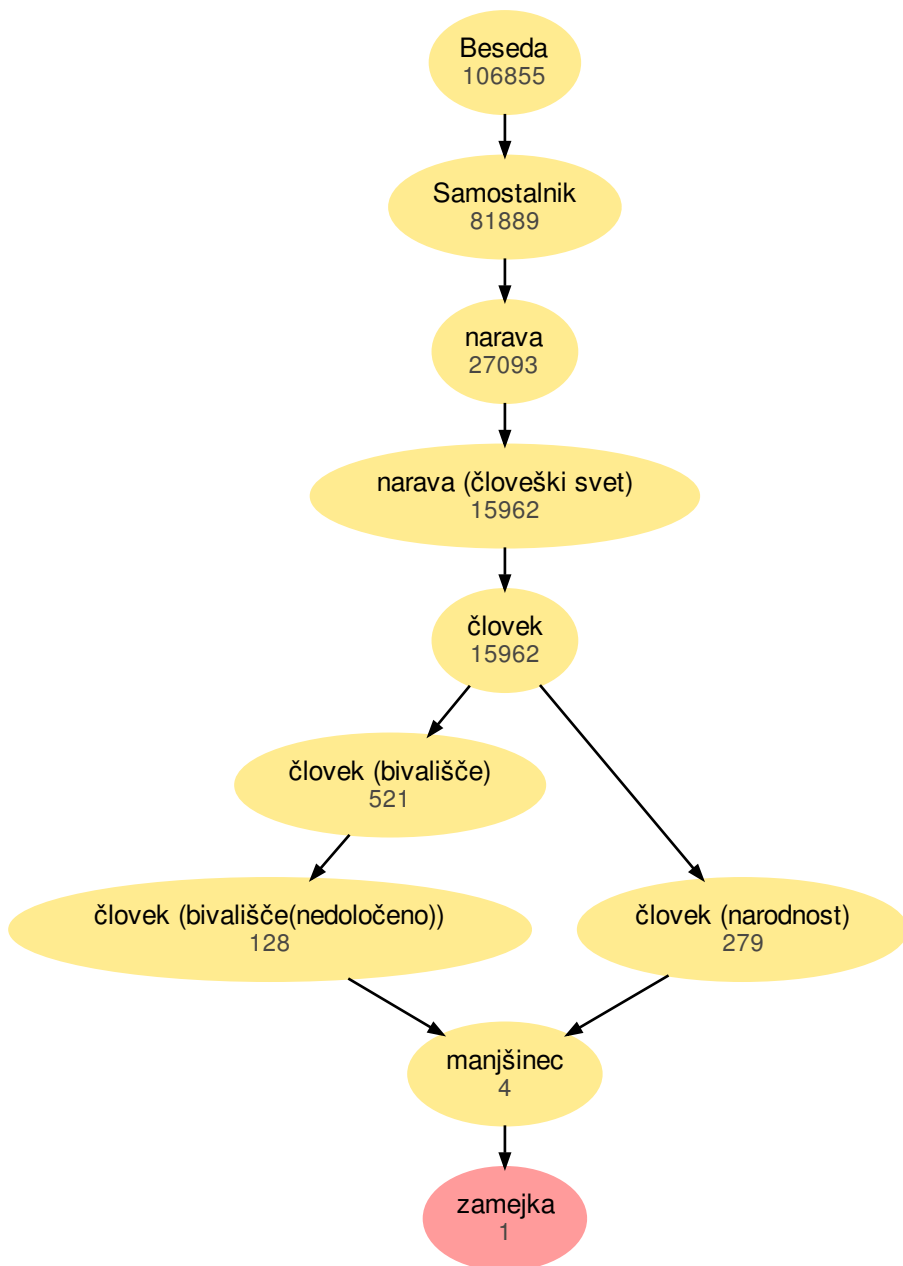 Beseda
106855
Samostalnik
81889
narava
27093
narava (človeški svet)
15962
človek
15962
človek (bivališče)
521
človek (bivališče(nedoločeno))
128
človek (narodnost)
279
manjšinec
4
zamejka
1